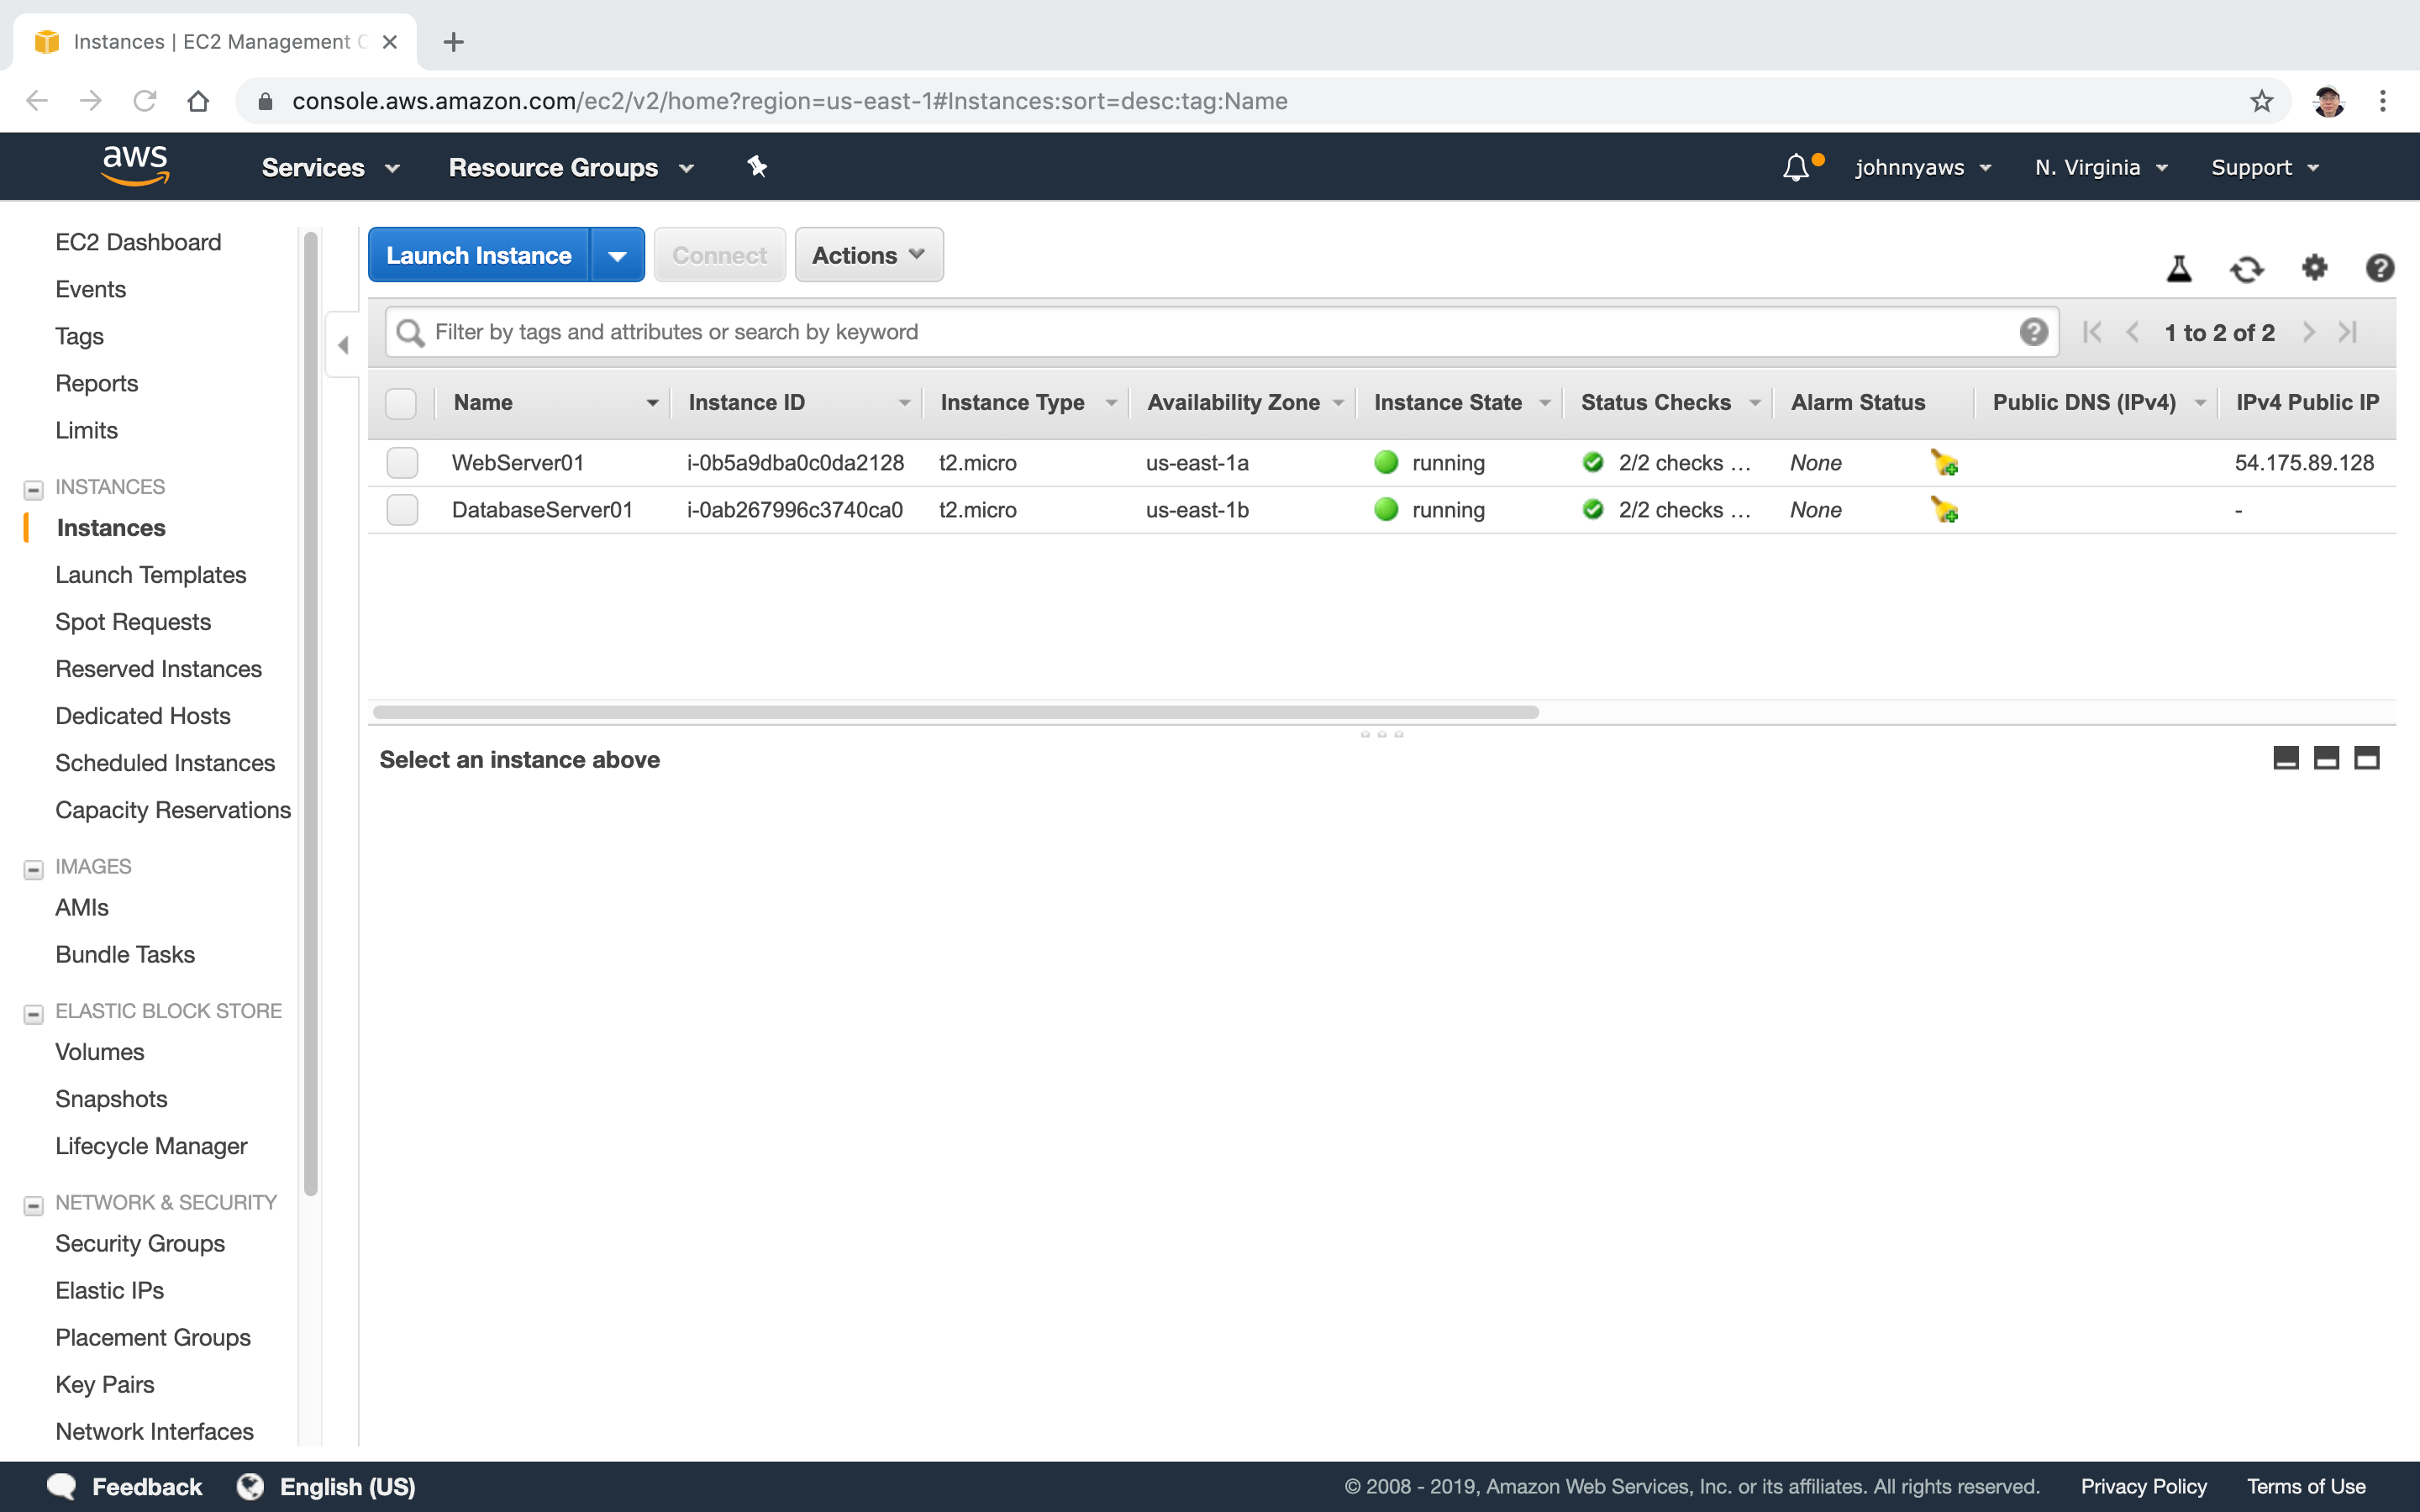 Instances | EC2 Management C
console.aws.amazon.com/ec2/v2/home?region=us-east-1#Instances:sort=desc:tag:Name
aws Services Resource Groups johnnyaws N. Virginia Support
EC2 Dashboard
Events
Tags
Reports
Limits
INSTANCES
Instances
Launch Templates
Spot Requests
Reserved Instances
Dedicated Hosts
Scheduled Instances
Capacity Reservations
IMAGES
AMIs
Bundle Tasks
ELASTIC BLOCK STORE
Volumes
Snapshots
Lifecycle Manager
NETWORK & SECURITY
Security Groups
Elastic IPs
Placement Groups
Key Pairs
Network Interfaces
Launch Instance Connect Actions
Filter by tags and attributes or search by keyword 1 to 2 of 2
Name Instance ID Instance Type Availability Zone Instance State Status Checks Alarm Status Public DNS (IPv4) IPv4 Public IP
WebServer01 i-0b5a9dba0c0da2128 t2.micro us-east-1a running 2/2 checks ... None 54.175.89.128
DatabaseServer01 i-0ab267996c3740ca0 t2.micro us-east-1b running 2/2 checks ... None -
Select an instance above
Feedback English (US) © 2008 - 2019, Amazon Web Services, Inc. or its affiliates. All rights reserved. Privacy Policy Terms of Use